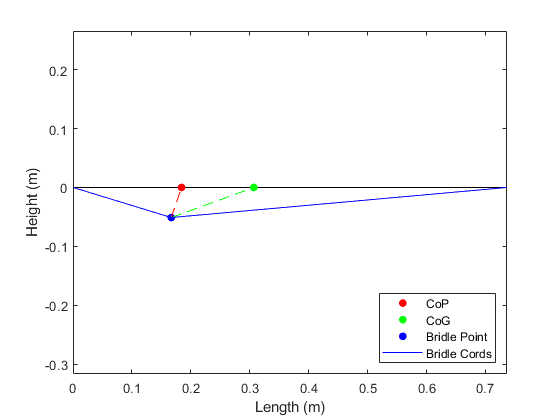 0.2
0.1
0
-0.1
-0.2
-0.3
Height (m)
0
0.1
0.2
0.3
0.4
0.5
0.6
0.7
Length (m)
CoP
CoG
Bridle Point
Bridle Cords